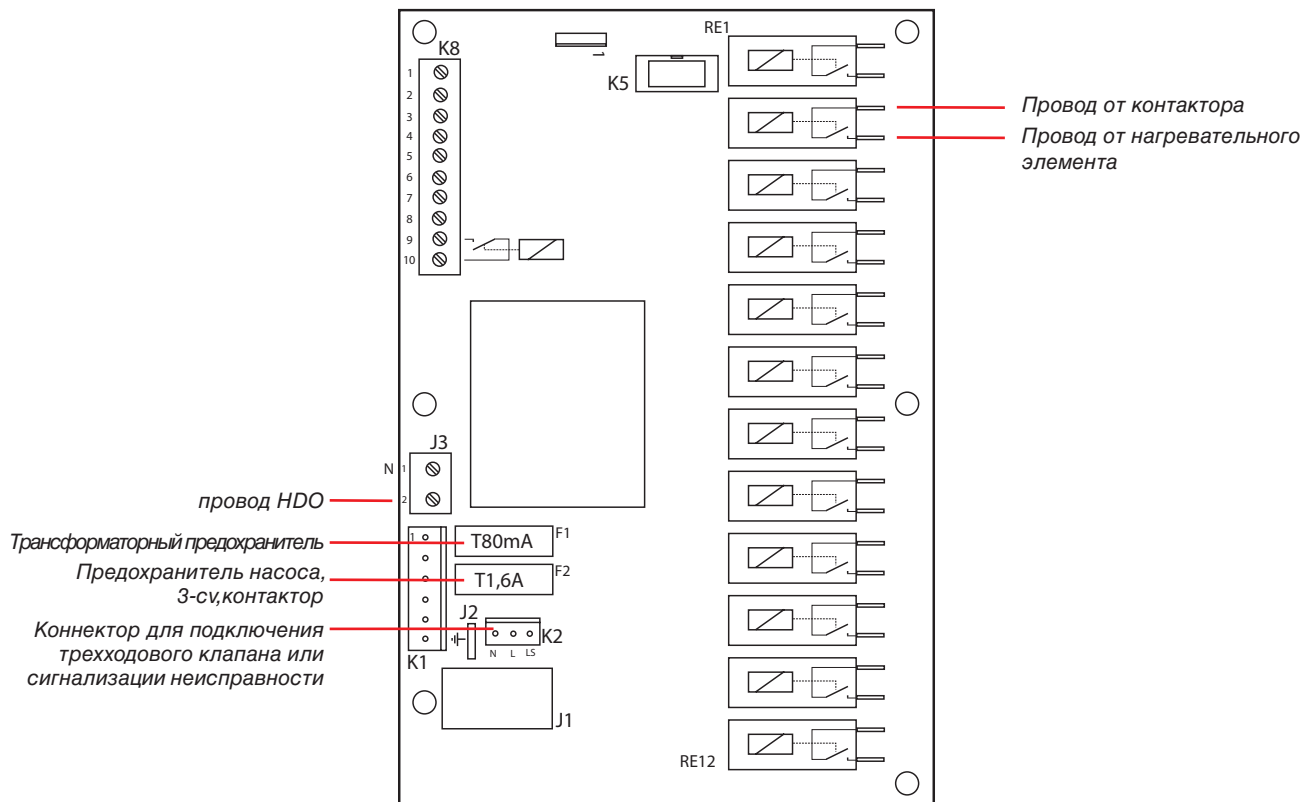 RE1
K8
1
K5
1
2
3
4
5
6
7
8
9
10
Провод от контактора
Провод от нагревательного
элемента
J3
N 1
2
провод HDO
1
T80mA
F1
Трансформаторный предохранитель
T1,6A
F2
Предохранитель насоса,
3-cv,контактор
J2
K2
N L LS
Коннектор для подключения
трехходового клапана или
сигнализации неисправности
K1
J1
RE12